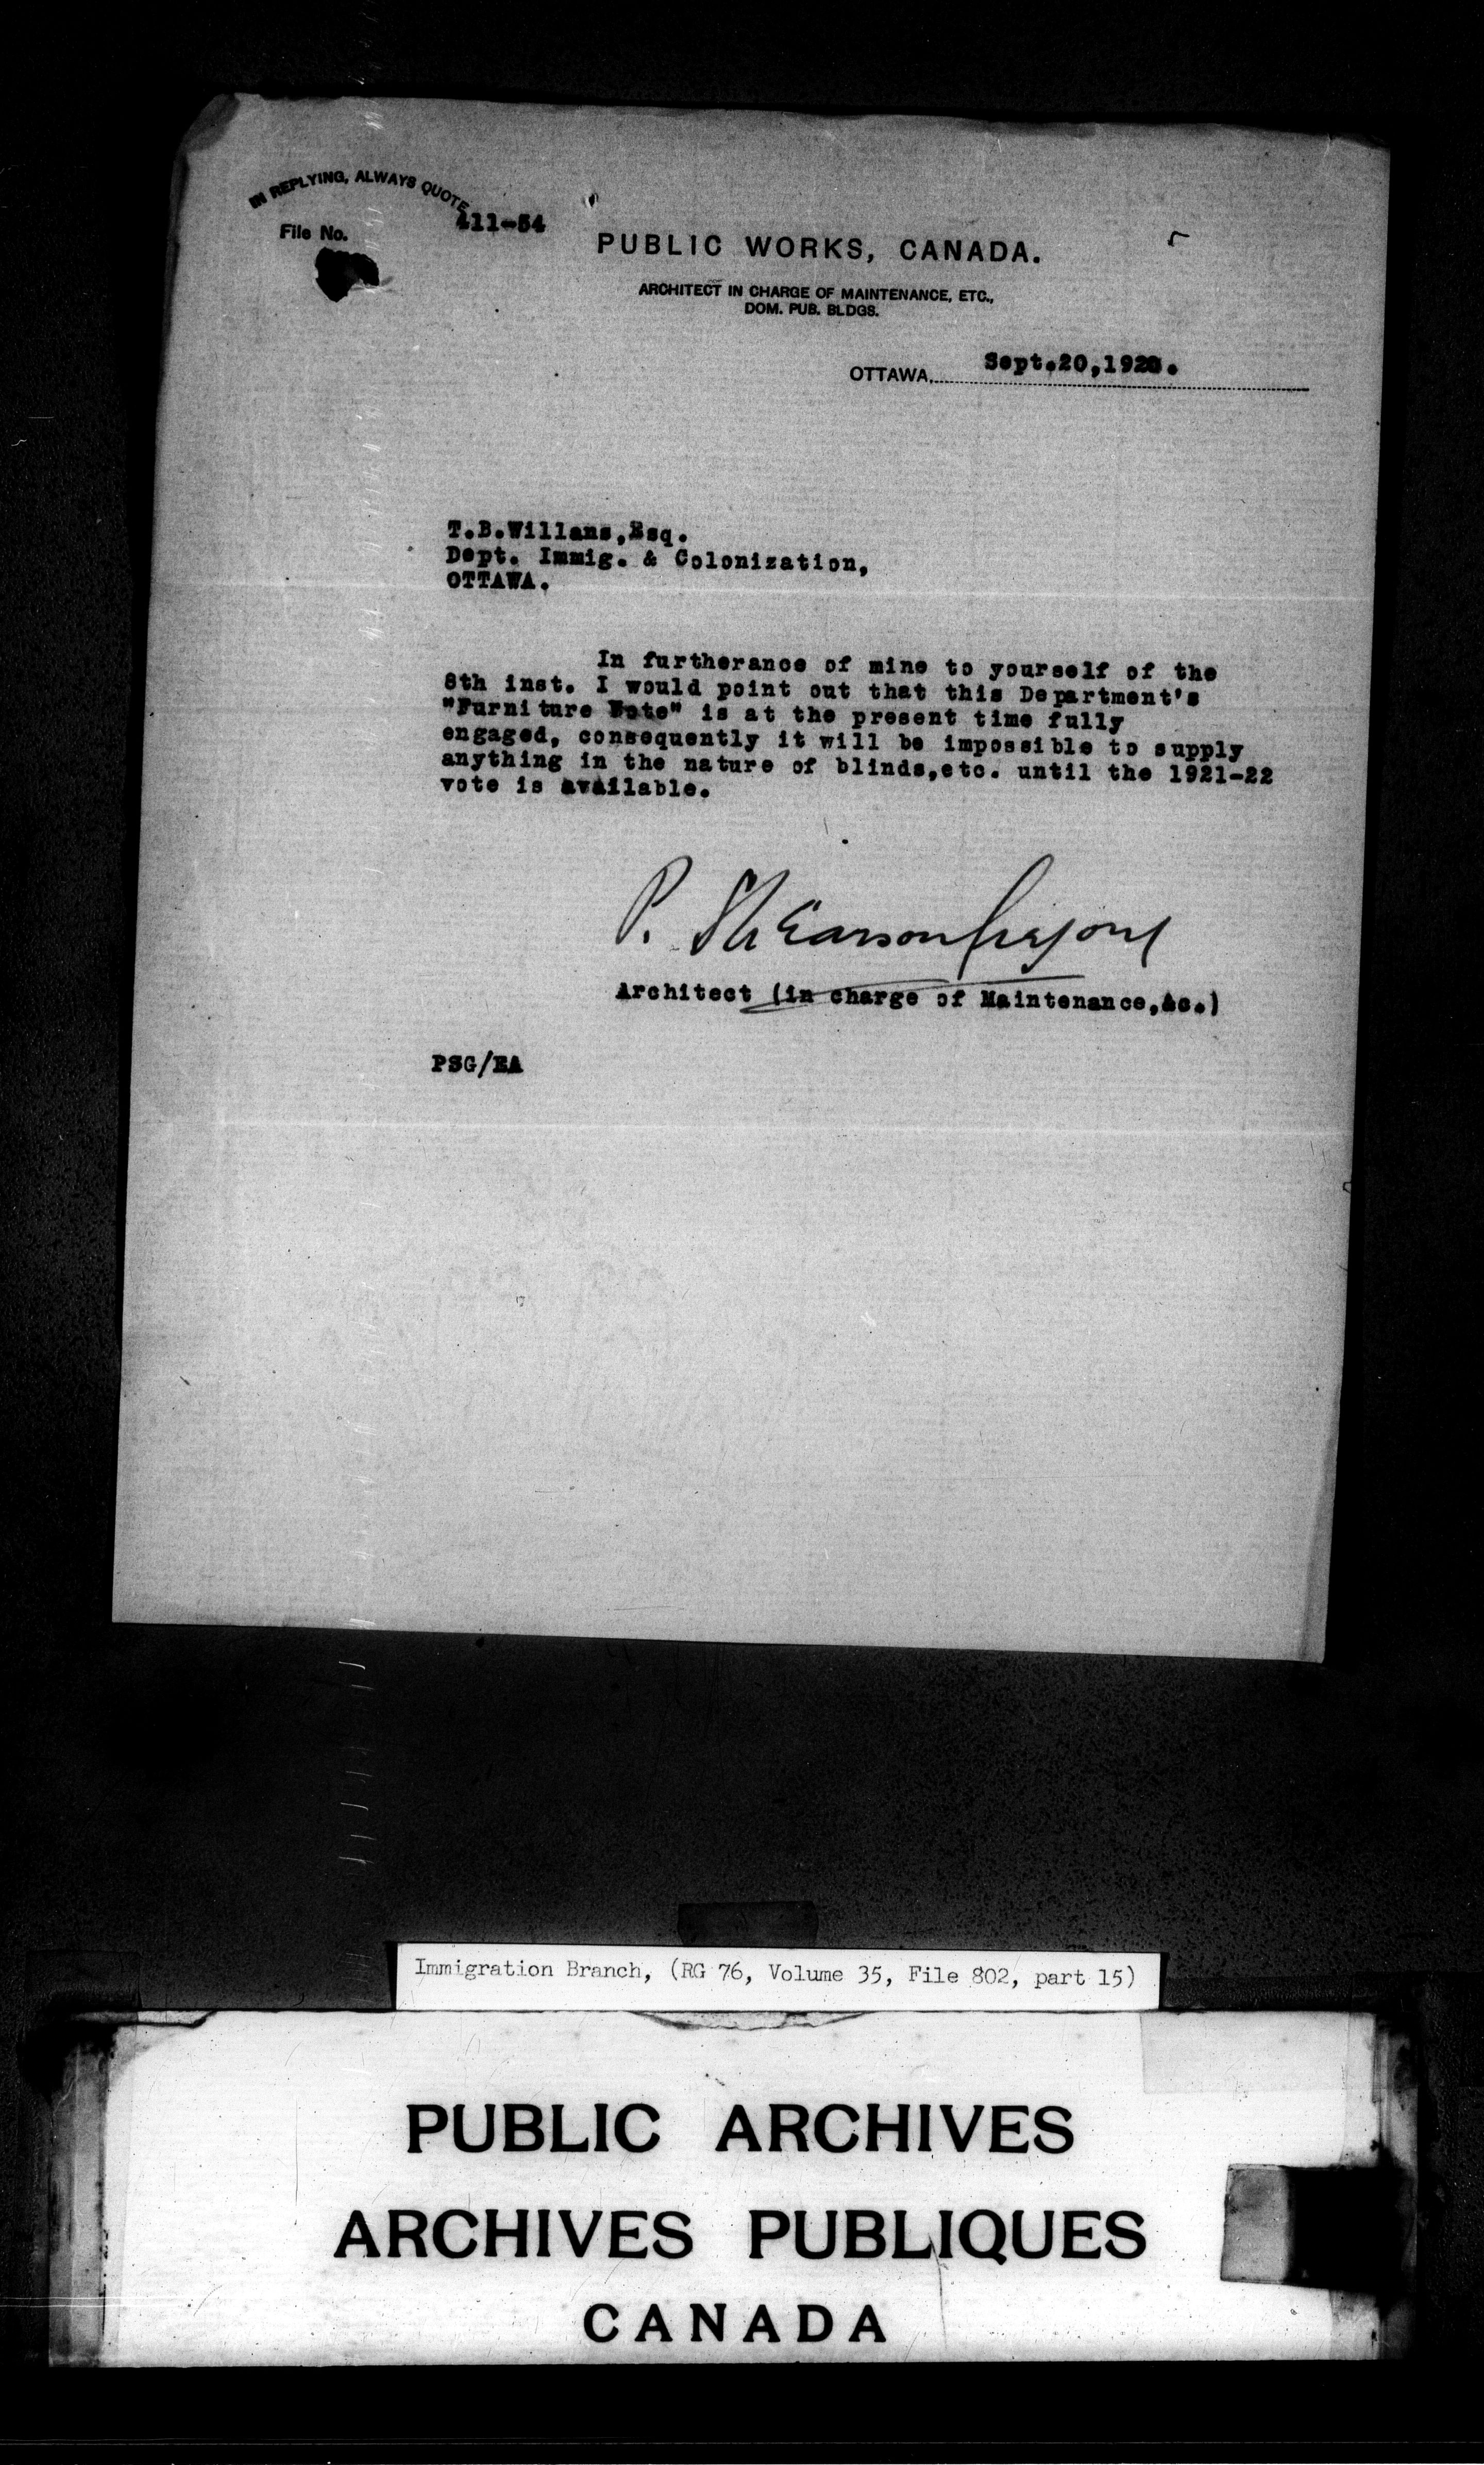 IN REPLYING, ALWAYS QUOTE
File No. 411-54
PUBLIC WORKS, CANADA.
ARCHITECT IN CHARGE OF MAINTENANCE, ETC.,
DOM. PUB. BLDGS.
OTTAWA, Sept.20,1920.
T.B.Willans,Esq.
Dept. Immig. & Colonization,
OTTAWA.
In furtherance of mine to yourself of the
8th inst. I would point out that this Department's
"Furniture Vote" is at the present time fully
engaged, consequently it will be impossible to supply
anything in the nature of blinds,etc. until the 1921-22
vote is available.
P.
Architect (in charge of Maintenance,&c.)
PSG/EA
Immigration Branch, (RG 76, Volume 35, File 802, part 15)
PUBLIC ARCHIVES
ARCHIVES PUBLIQUES
CANADA